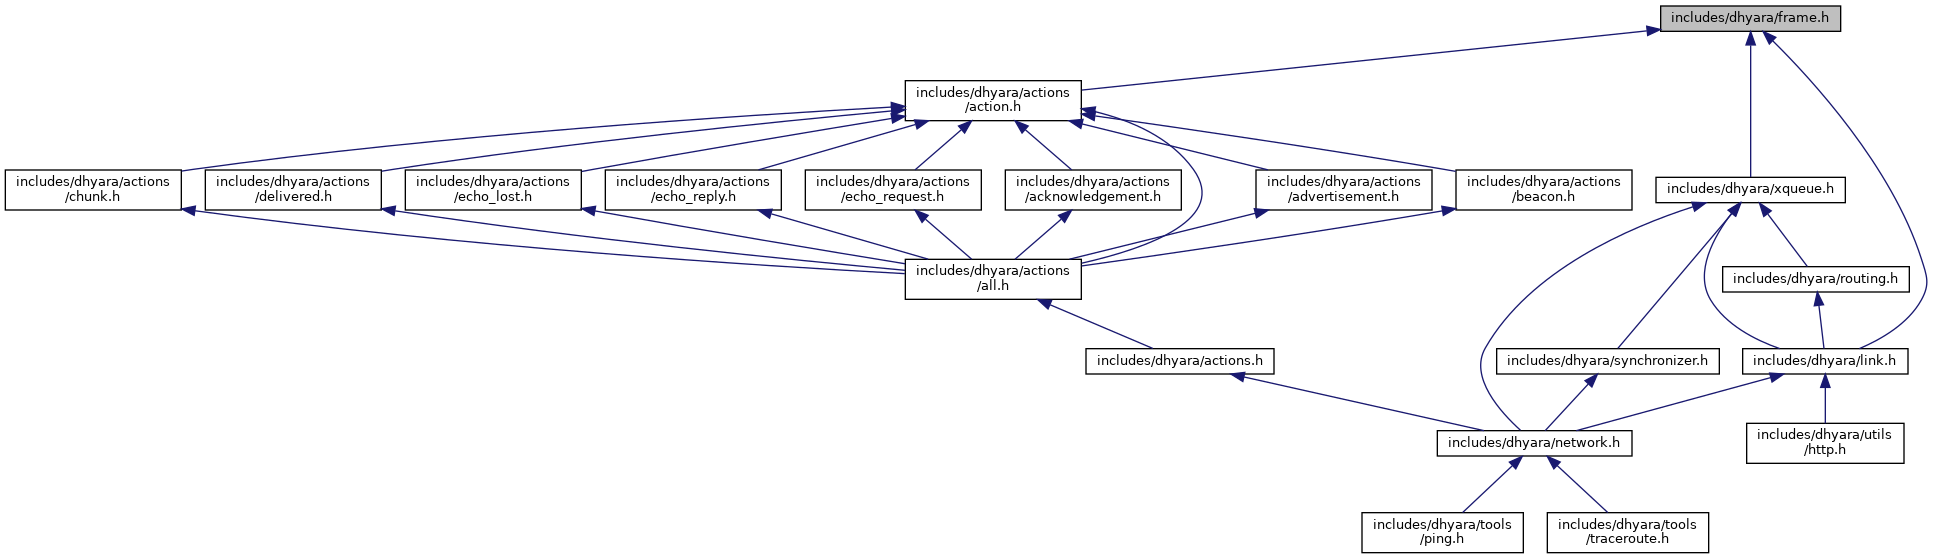 includes/dhyara/frame.h
includes/dhyara/actions
/action.h
includes/dhyara/actions
/chunk.h
includes/dhyara/actions
/delivered.h
includes/dhyara/actions
/echo_lost.h
includes/dhyara/actions
/echo_reply.h
includes/dhyara/actions
/echo_request.h
includes/dhyara/actions
/acknowledgement.h
includes/dhyara/actions
/advertisement.h
includes/dhyara/actions
/beacon.h
includes/dhyara/xqueue.h
includes/dhyara/actions
/all.h
includes/dhyara/routing.h
includes/dhyara/actions.h
includes/dhyara/synchronizer.h
includes/dhyara/link.h
includes/dhyara/network.h
includes/dhyara/utils
/http.h
includes/dhyara/tools
/ping.h
includes/dhyara/tools
/traceroute.h